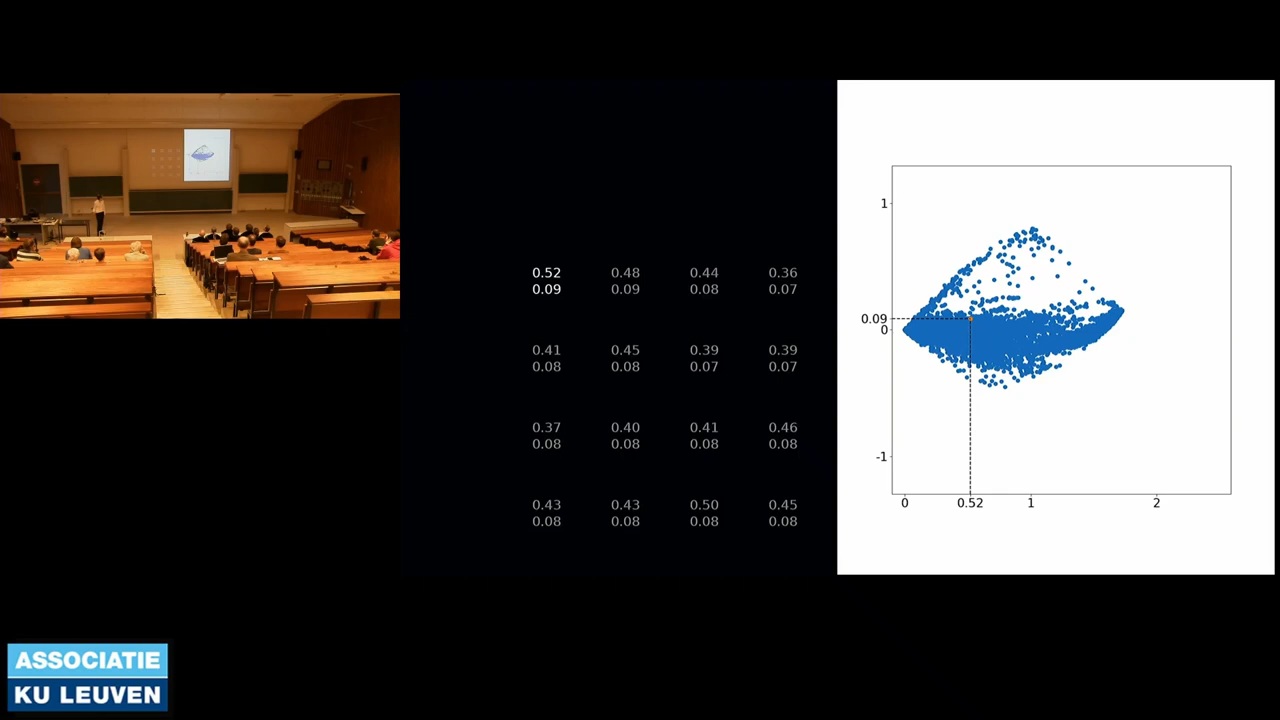 0.52 0.48 0.44 0.36
0.09 0.09 0.08 0.07
0.41 0.45 0.39 0.39
0.08 0.08 0.07 0.07
0.37 0.40 0.41 0.46
0.08 0.08 0.08 0.08
0.43 0.43 0.50 0.45
0.08 0.08 0.08 0.08
1
0.09
0
-1
0 0.52 1 2
ASSOCIATIE
KU LEUVEN